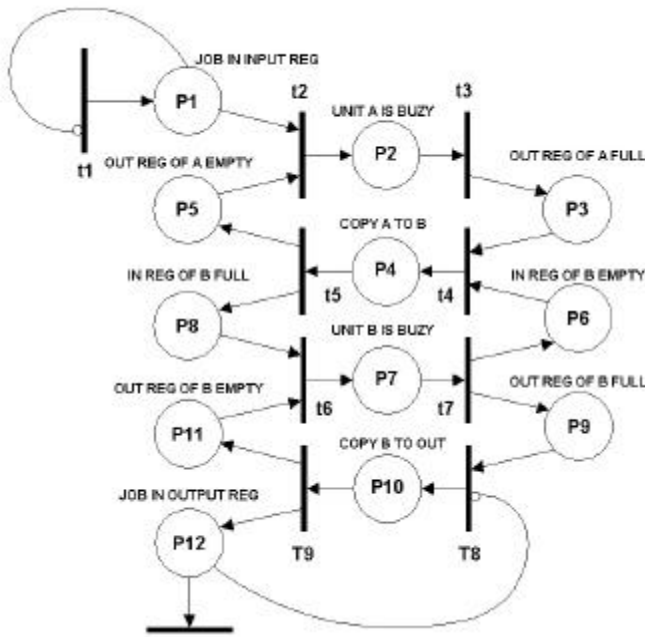 JOB IN INPUT REG
P1
t1
t2
t3
UNIT A IS BUZY
P2
OUT REG OF A EMPTY
OUT REG OF A FULL
P5
P3
COPY A TO B
P4
IN REG OF B FULL
t5
t4
IN REG OF B EMPTY
P8
P6
UNIT B IS BUZY
P7
OUT REG OF B EMPTY
t6
t7
OUT REG OF B FULL
P11
P9
COPY B TO OUT
P10
JOB IN OUTPUT REG
P12
T9
T8